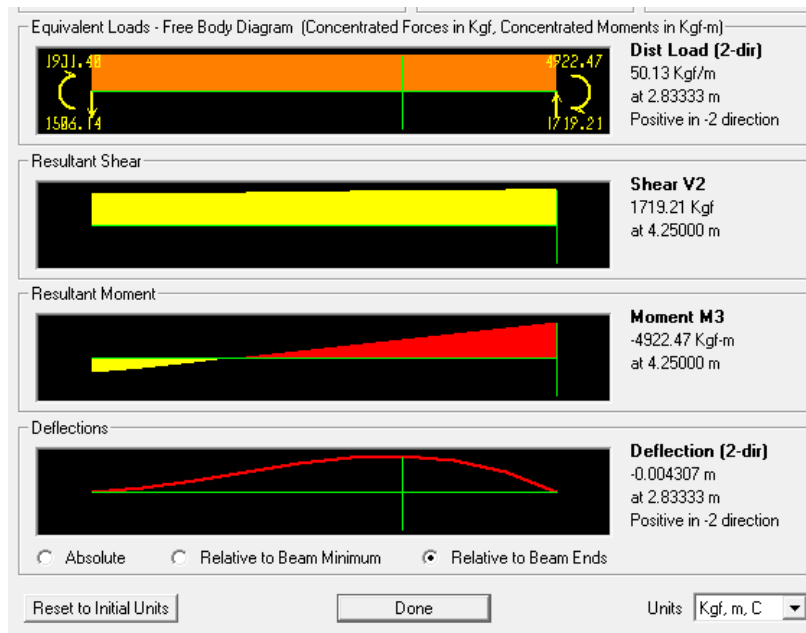 Equivalent Loads - Free Body Diagram (Concentrated Forces in Kgf, Concentrated Moments in Kgf-m)
1931.40
4922.47
1506.14
1719.21
Dist Load (2-dir)
50.13 Kgf/m
at 2.83333 m
Positive in -2 direction
Resultant Shear
Shear V2
1719.21 Kgf
at 4.25000 m
Resultant Moment
Moment M3
-4922.47 Kgf-m
at 4.25000 m
Deflections
Deflection (2-dir)
-0.004307 m
at 2.83333 m
Positive in -2 direction
Absolute
Relative to Beam Minimum
Relative to Beam Ends
Reset to Initial Units
Done
Units
Kgf, m, C